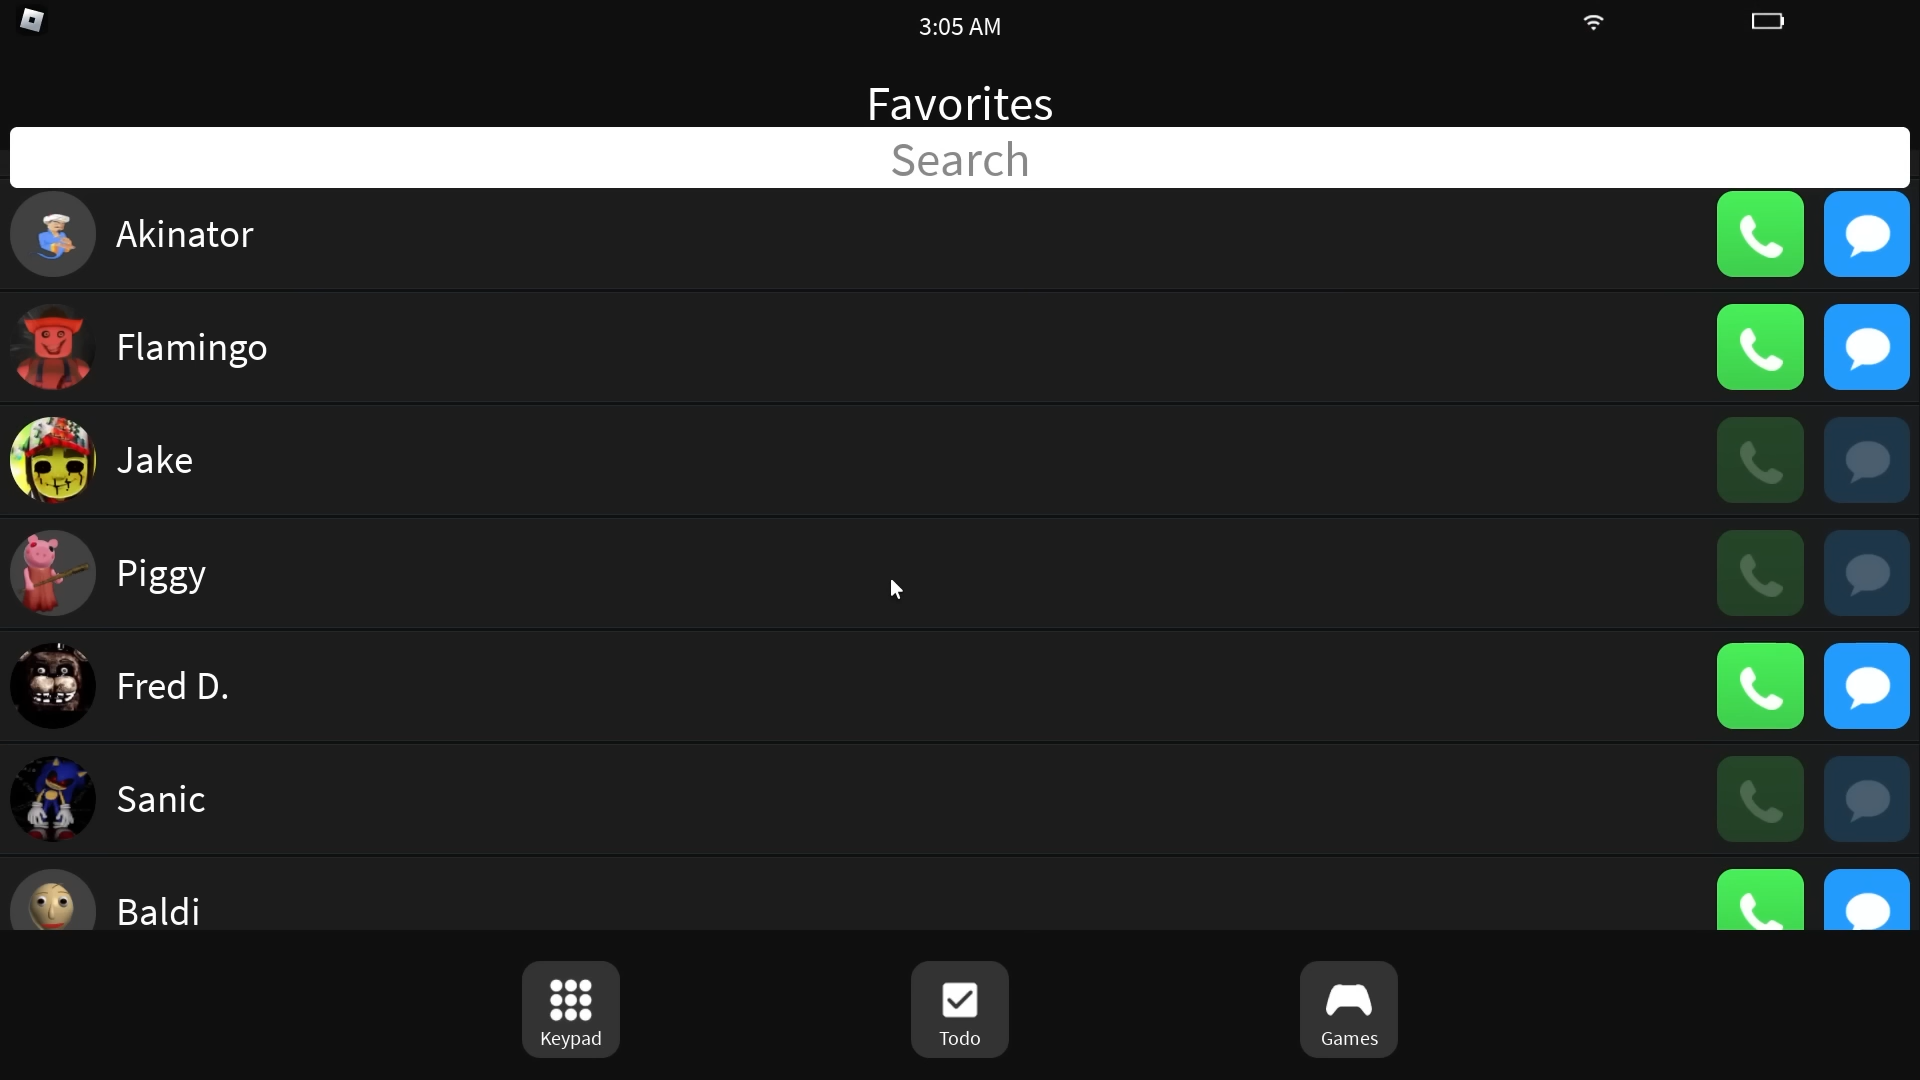 3:05 AM
Favorites
Search
Akinator
Flamingo
Jake
Piggy
Fred D.
Sanic
Baldi
Keypad
Todo
Games